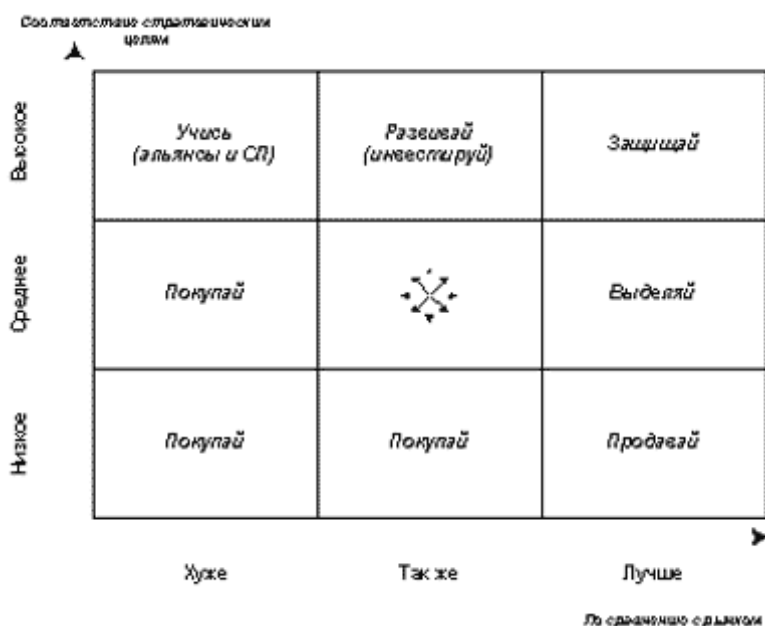 Соответствие стратегическим
целям
Высокое
Учись
(альянсы и СП)
Развивай
(инвестируй)
Защищай
Среднее
Покупай
Выделяй
Низкое
Покупай
Покупай
Продавай
Хуже
Так же
Лучше
По сравнению с рынком